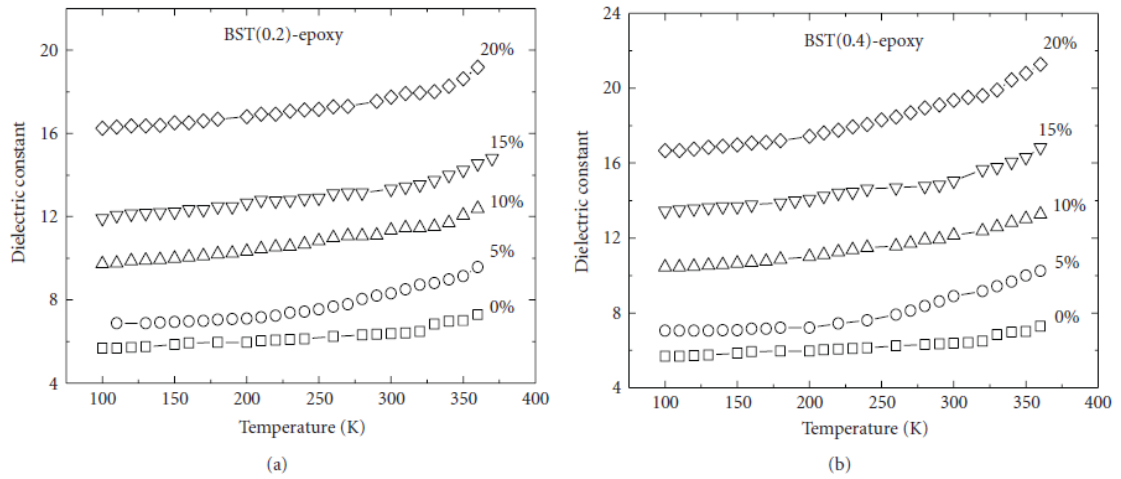 BST(0.2)-epoxy
20%
15%
10%
5%
0%
20
16
12
8
4
Dielectric constant
100 150 200 250 300 350 400
Temperature (K)
(a)
BST(0.4)-epoxy
20%
15%
10%
5%
0%
24
20
16
12
8
4
Dielectric constant
100 150 200 250 300 350 400
Temperature (K)
(b)